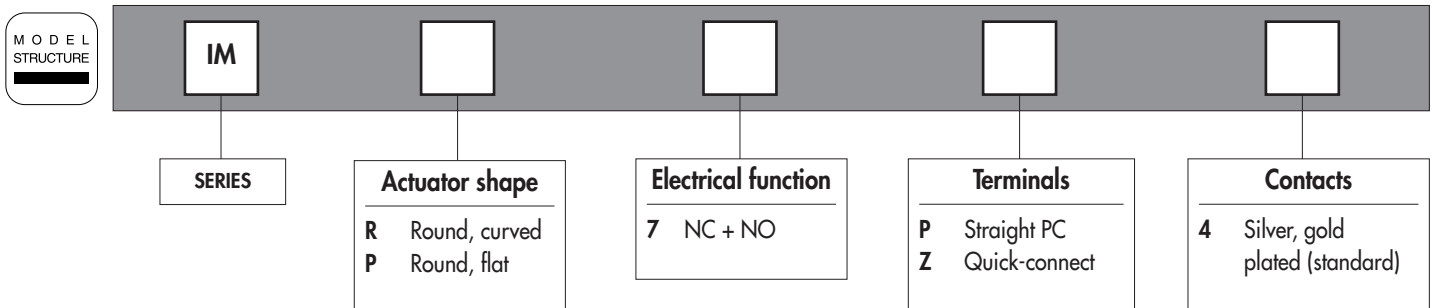 MODEL
STRUCTURE
IM
SERIES
Actuator shape
R Round, curved
P Round, flat
Electrical function
7 NC + NO
Terminals
P Straight PC
Z Quick-connect
Contacts
4 Silver, gold
plated (standard)